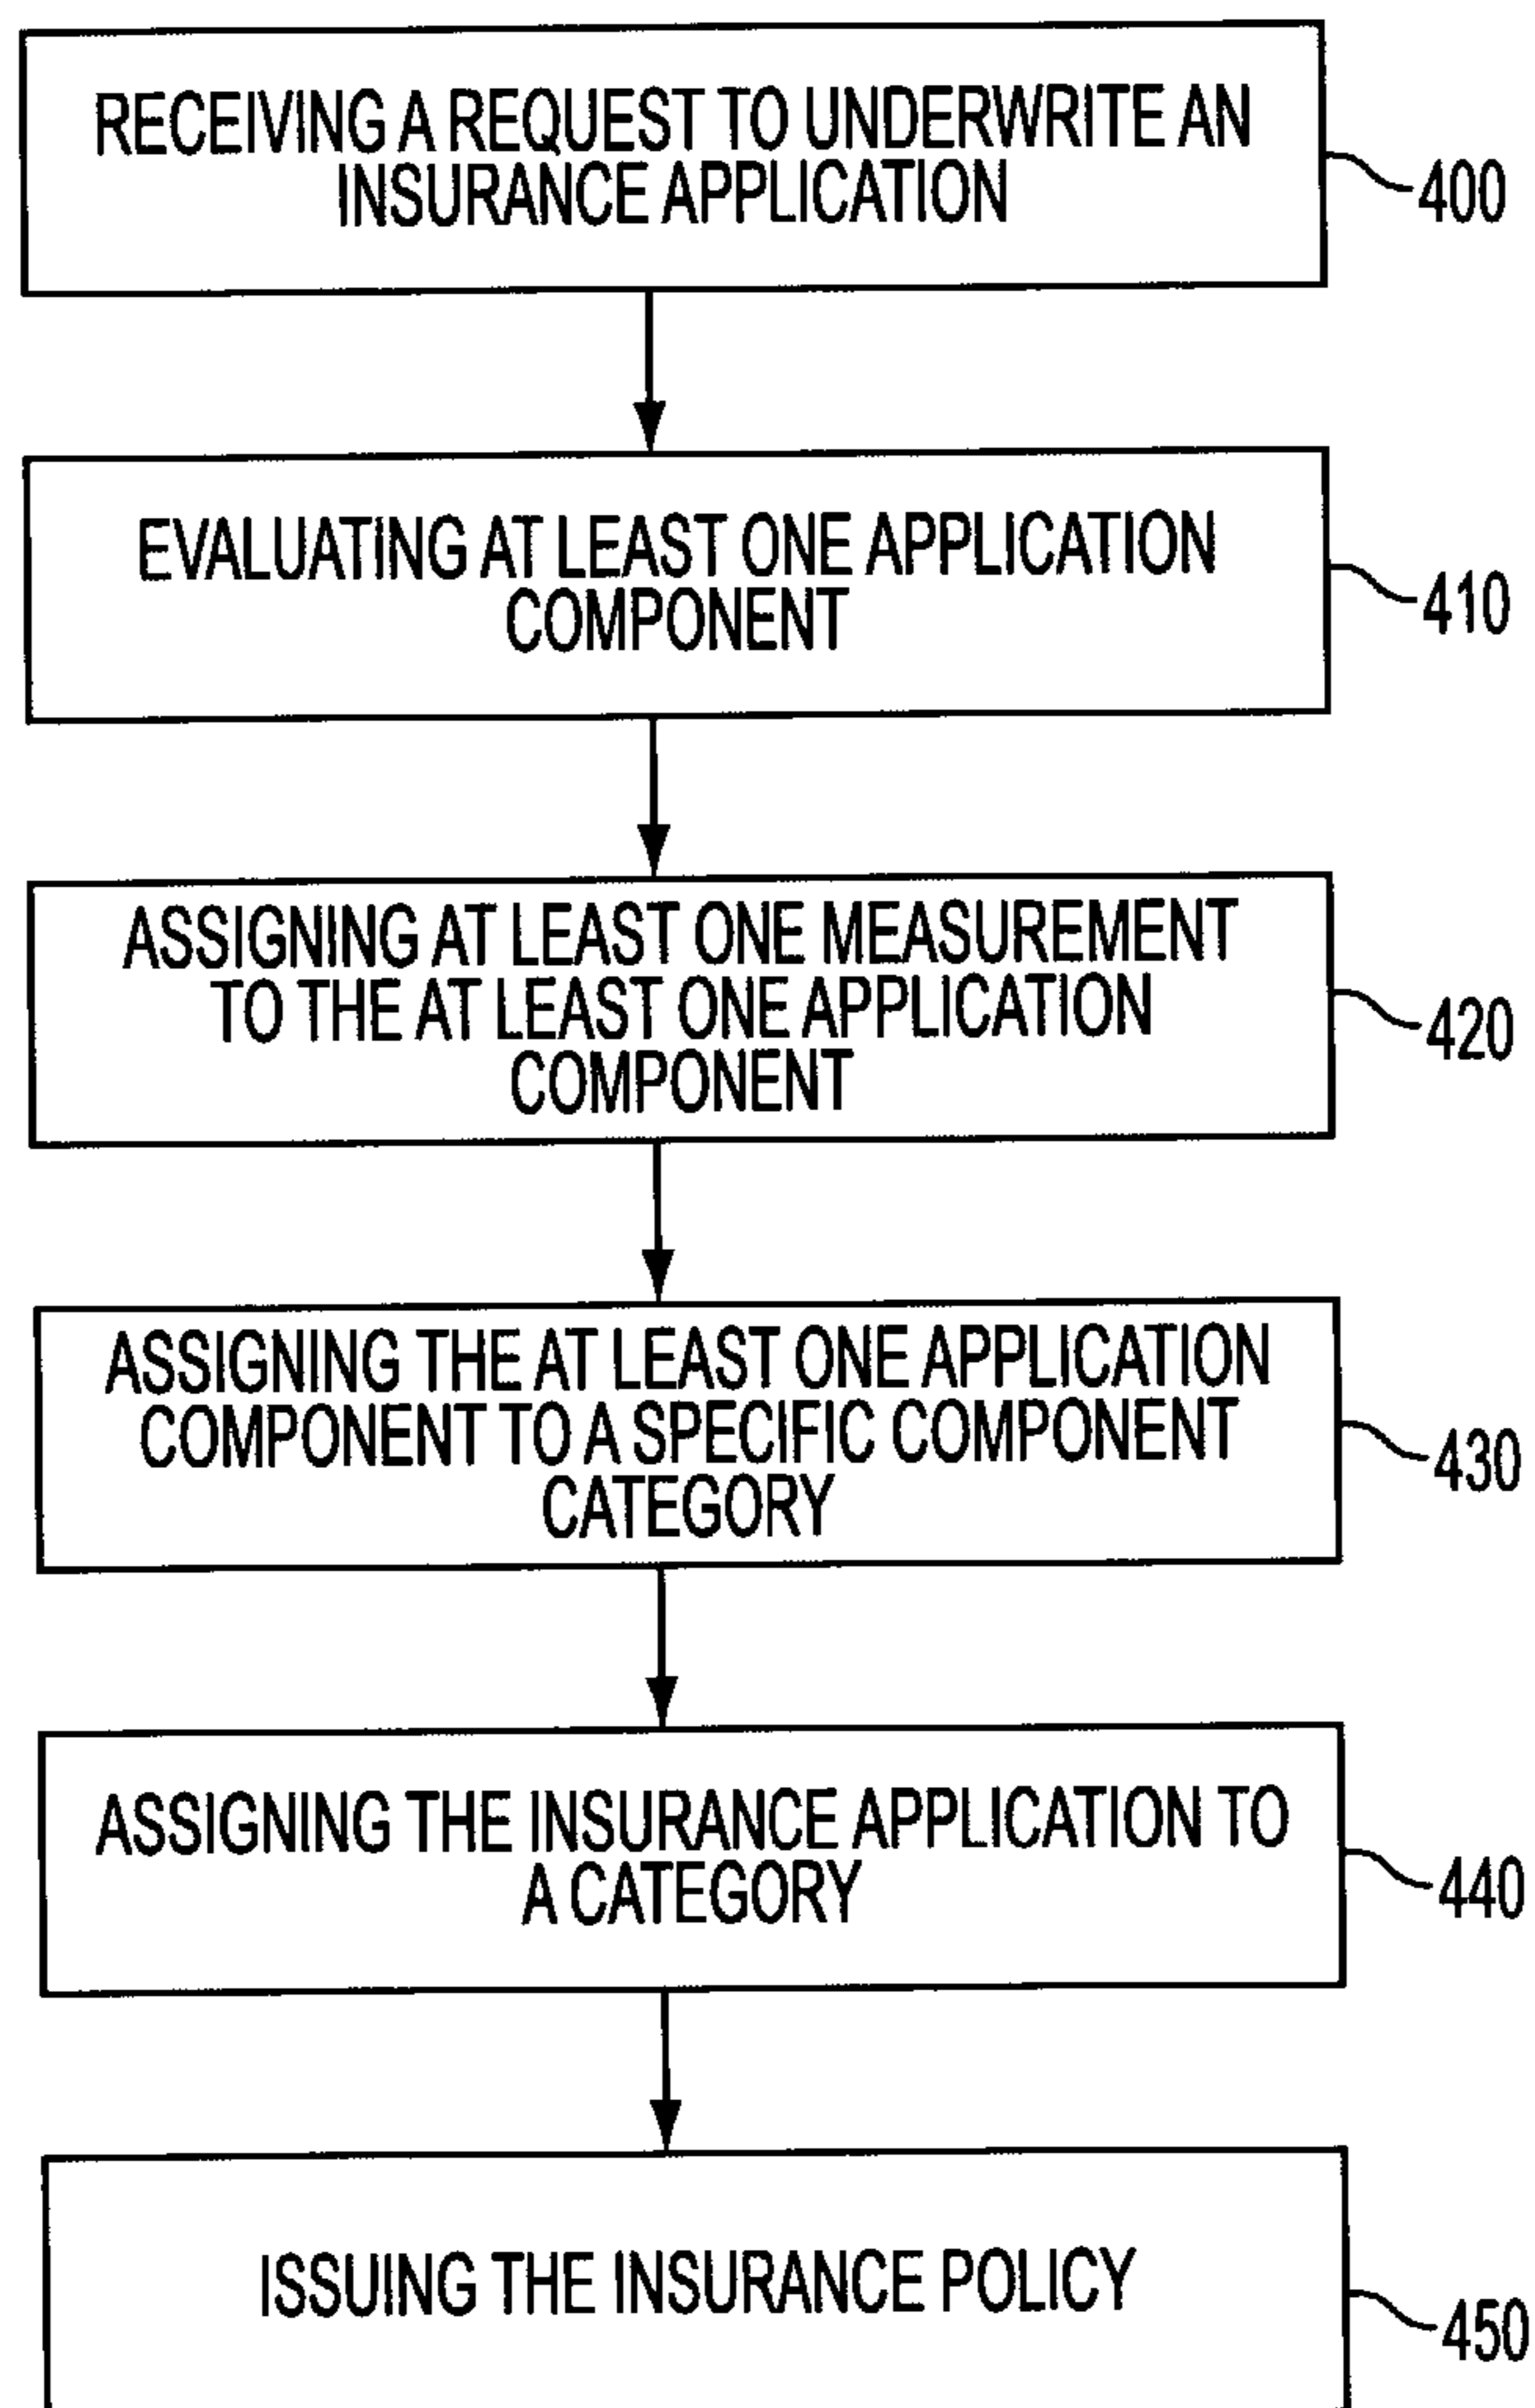 RECEIVING A REQUEST TO UNDERWRITE AN
INSURANCE APPLICATION
400
EVALUATING AT LEAST ONE APPLICATION
COMPONENT
410
ASSIGNING AT LEAST ONE MEASUREMENT
TO THE AT LEAST ONE APPLICATION
COMPONENT
420
ASSIGNING THE AT LEAST ONE APPLICATION
COMPONENT TO A SPECIFIC COMPONENT
CATEGORY
430
ASSIGNING THE INSURANCE APPLICATION TO
A CATEGORY
440
ISSUING THE INSURANCE POLICY
450